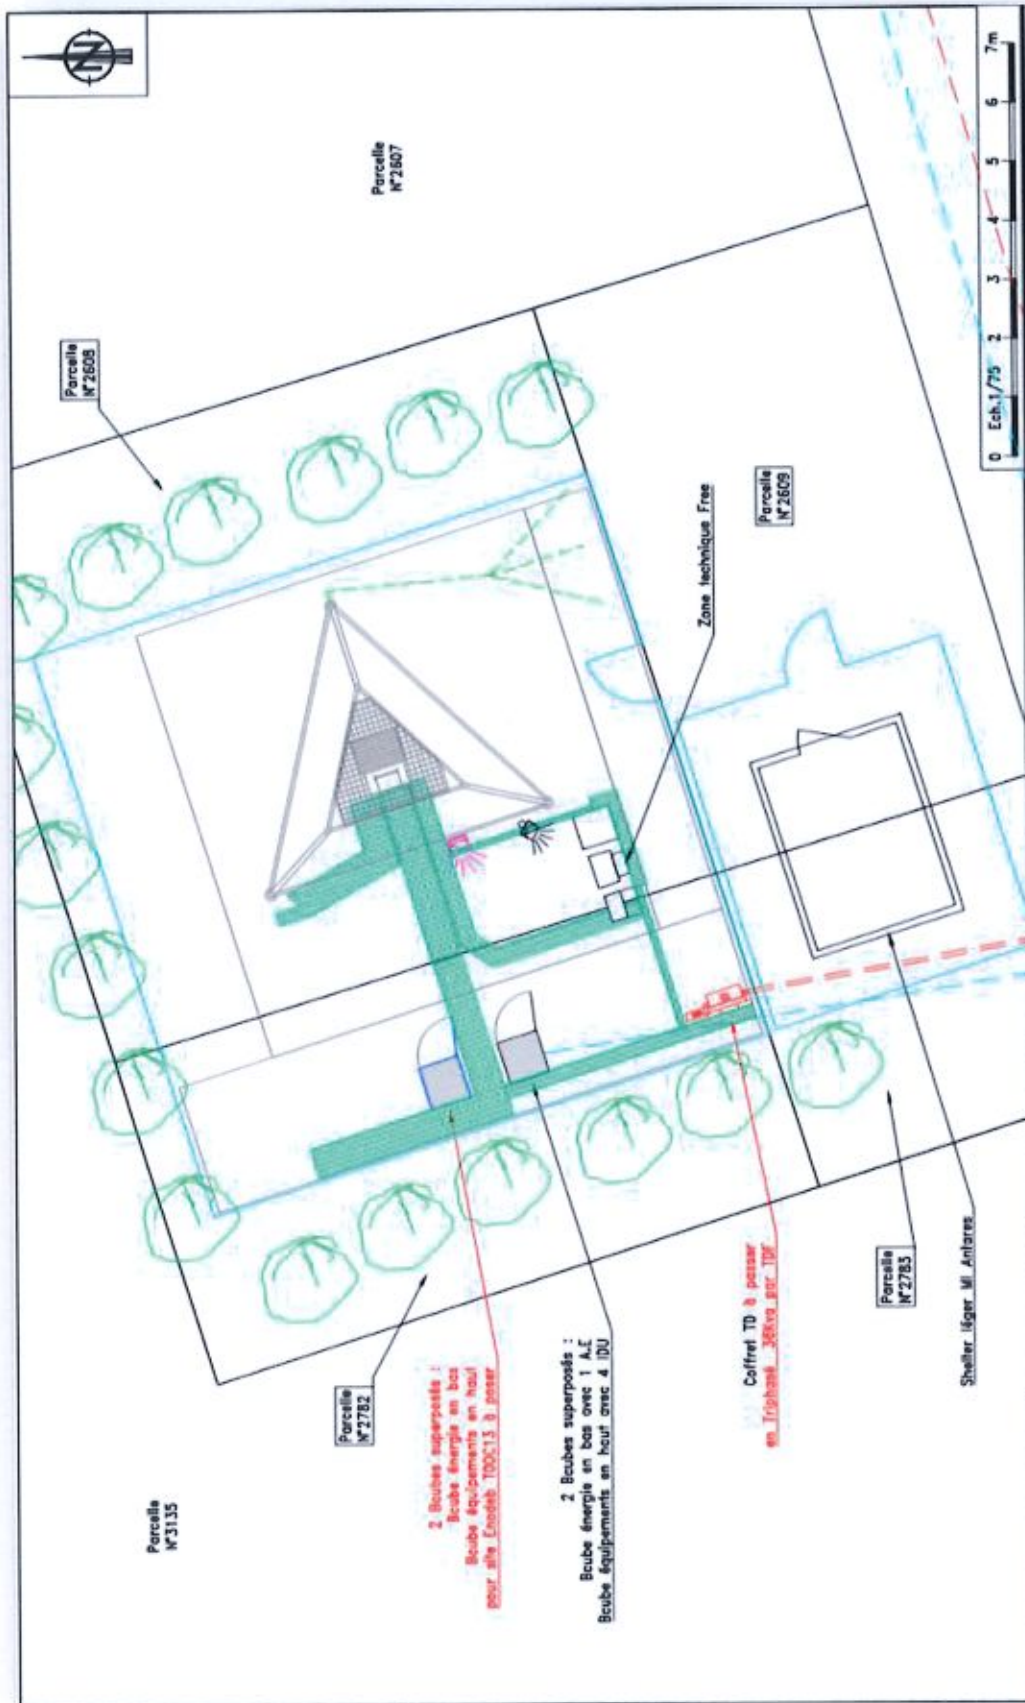 N
Parcelle
N°2607
Parcelle
N°2608
Parcelle
N°2609
Zone technique Free
0 Ech.1/75 2 3 4 5 6 7m
Parcelle
N°3135
Parcelle
N°2782
2 Bcubes superposés :
Bcube énergie en bas
Bcube équipements en haut
pour site Enodeb T00C13 à poser
2 Bcubes superposés :
Bcube énergie en bas avec 1 A.E
Bcube équipements en haut avec 4 IDU
Coffret TD à passer
en Triphasé 36Kva par TDF
Parcelle
N°2783
Shelter léger MI Antares